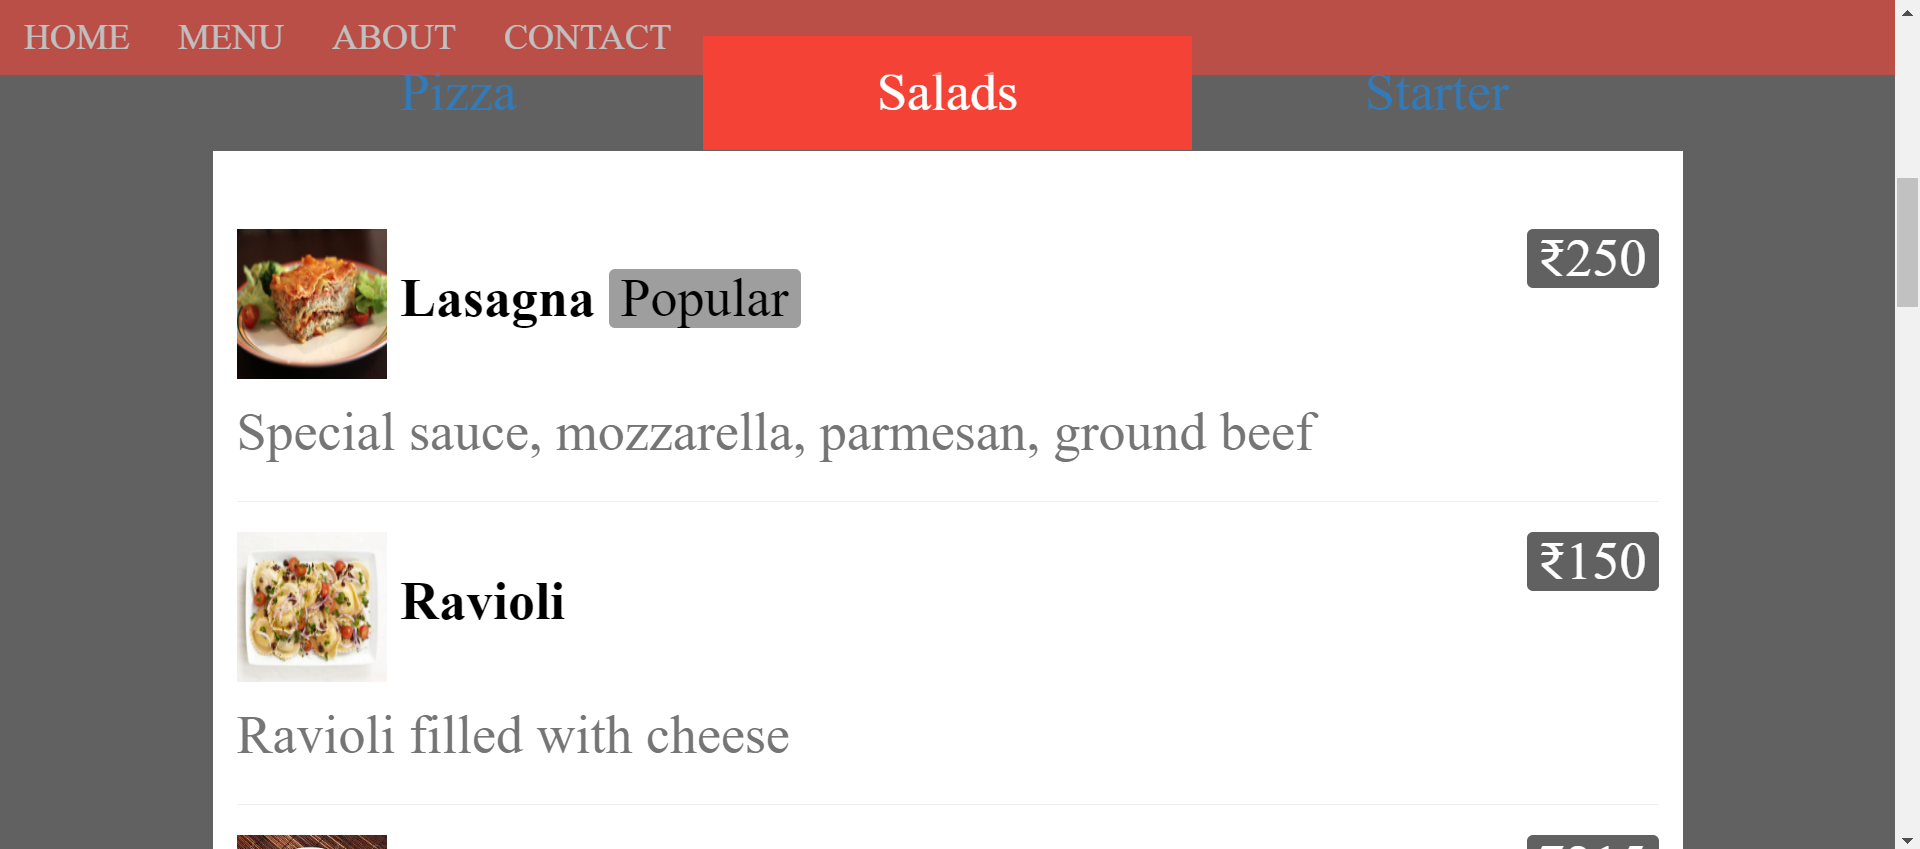 HOME MENU ABOUT CONTACT
Pizza Salads Starter
Lasagna Popular ₹250
Special sauce, mozzarella, parmesan, ground beef
Ravioli ₹150
Ravioli filled with cheese